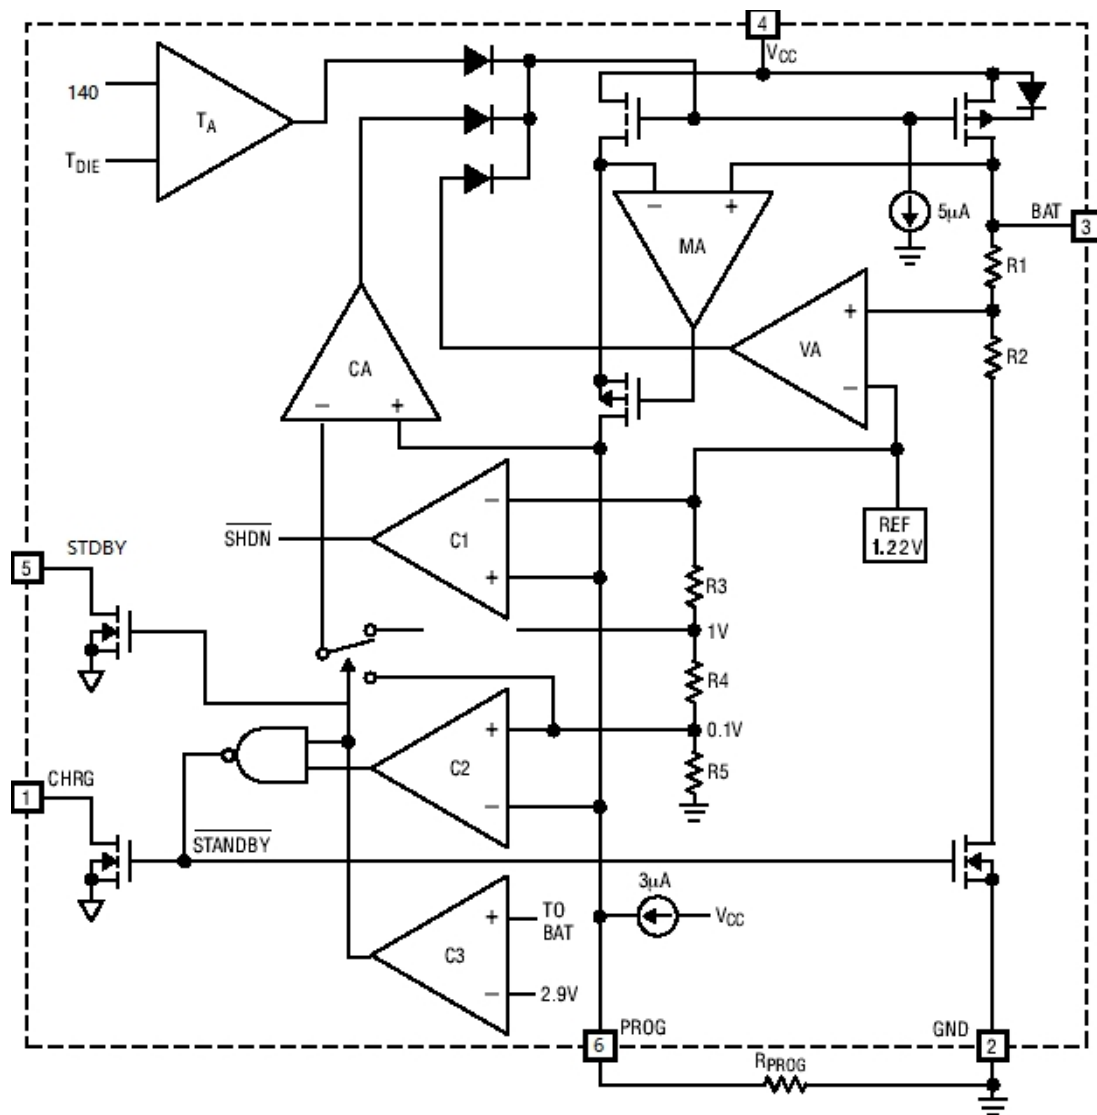 4
VCC
140
TA
TDIE
− +
MA
5μA
BAT
3
R1
+
VA
−
R2
CA
− +
REF
1.22V
SHDN
−
C1
+
STDBY
5
R3
1V
R4
+
0.1V
C2
R5
−
CHRG
1
STANDBY
3μA
VCC
+
TO
BAT
C3
−
2.9V
PROG
6
GND
2
RPROG